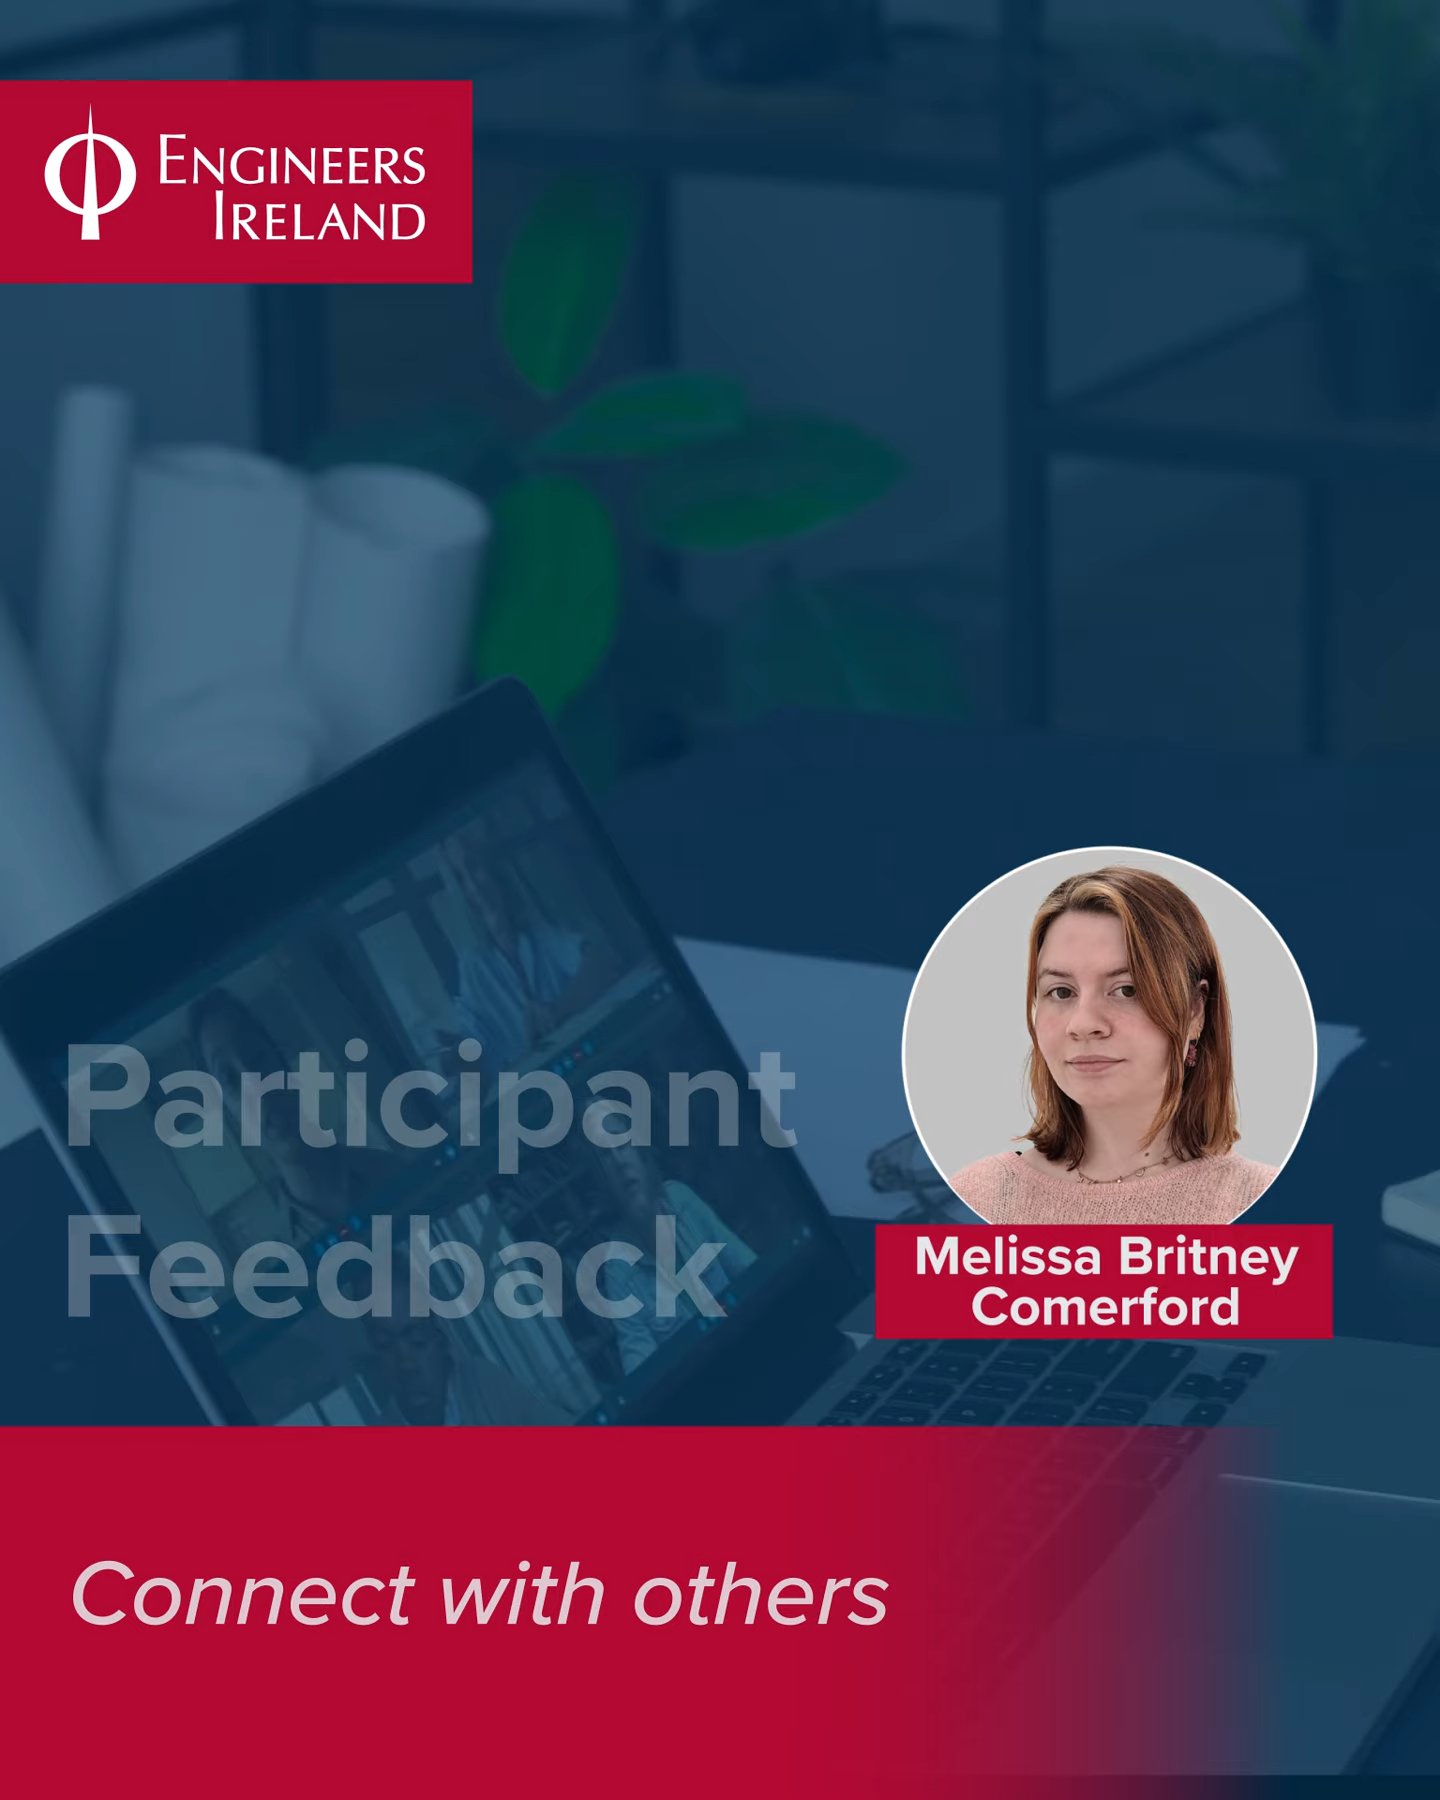 ENGINEERS
IRELAND
Participant
Feedback
Melissa Britney
Comerford
Connect with others